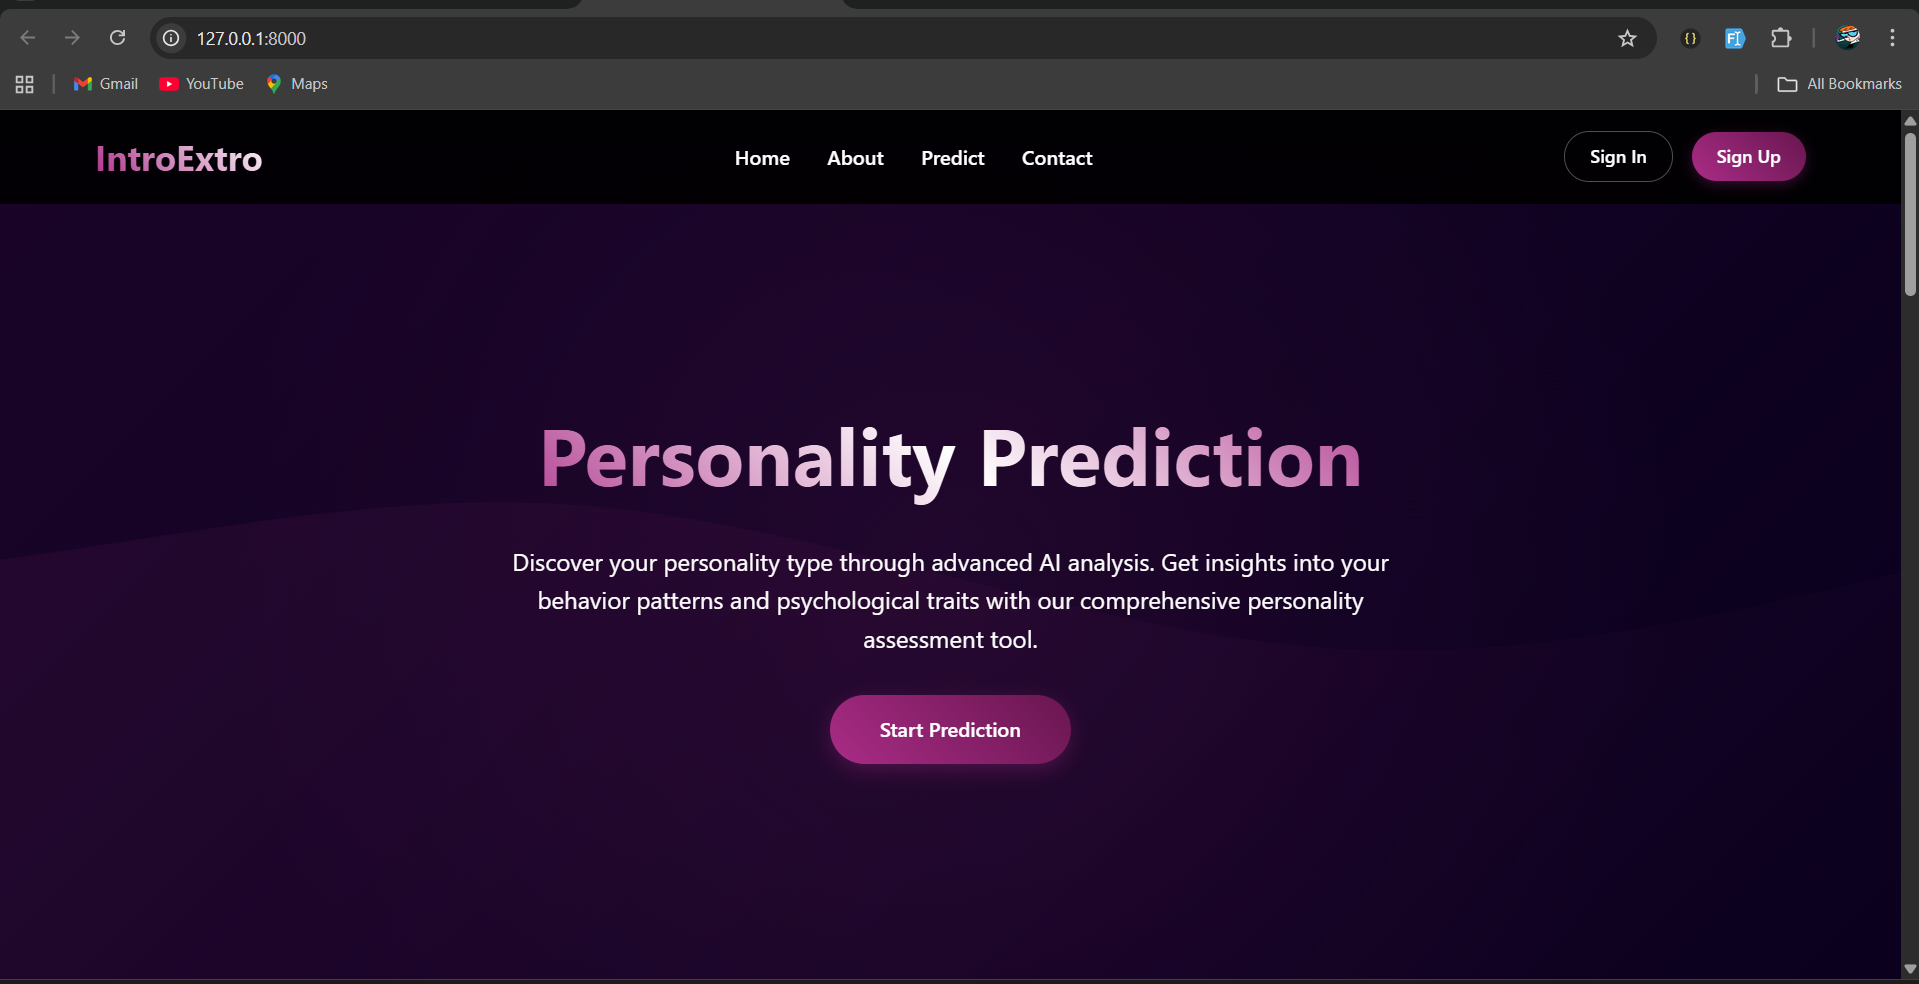 127.0.0.1:8000
Gmail YouTube Maps All Bookmarks
IntroExtro Home About Predict Contact Sign In Sign Up
Personality Prediction
Discover your personality type through advanced AI analysis. Get insights into your
behavior patterns and psychological traits with our comprehensive personality
assessment tool.
Start Prediction